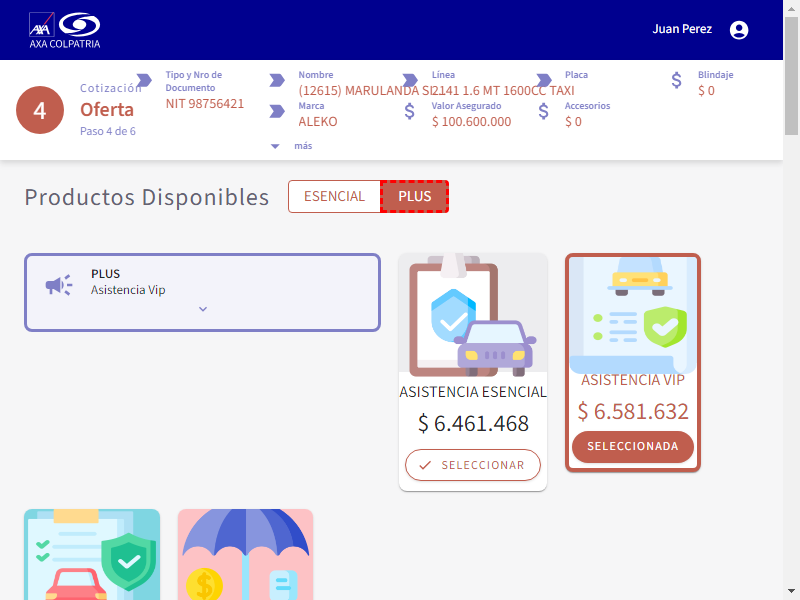 AXA
AXA COLPATRIA
Juan Perez
4
Cotización
Oferta
Paso 4 de 6
Tipo y Nro de
Documento
NIT 98756421
Nombre
(12615) MARULANDA SI
Línea
2141 1.6 MT 1600CC TAXI
Placa
Blindaje
$ 0
Marca
ALEKO
Valor Asegurado
$ 100.600.000
Accesorios
$ 0
más
Productos Disponibles
ESENCIAL
PLUS
PLUS
Asistencia Vip
ASISTENCIA ESENCIAL
$ 6.461.468
SELECCIONAR
ASISTENCIA VIP
$ 6.581.632
SELECCIONADA